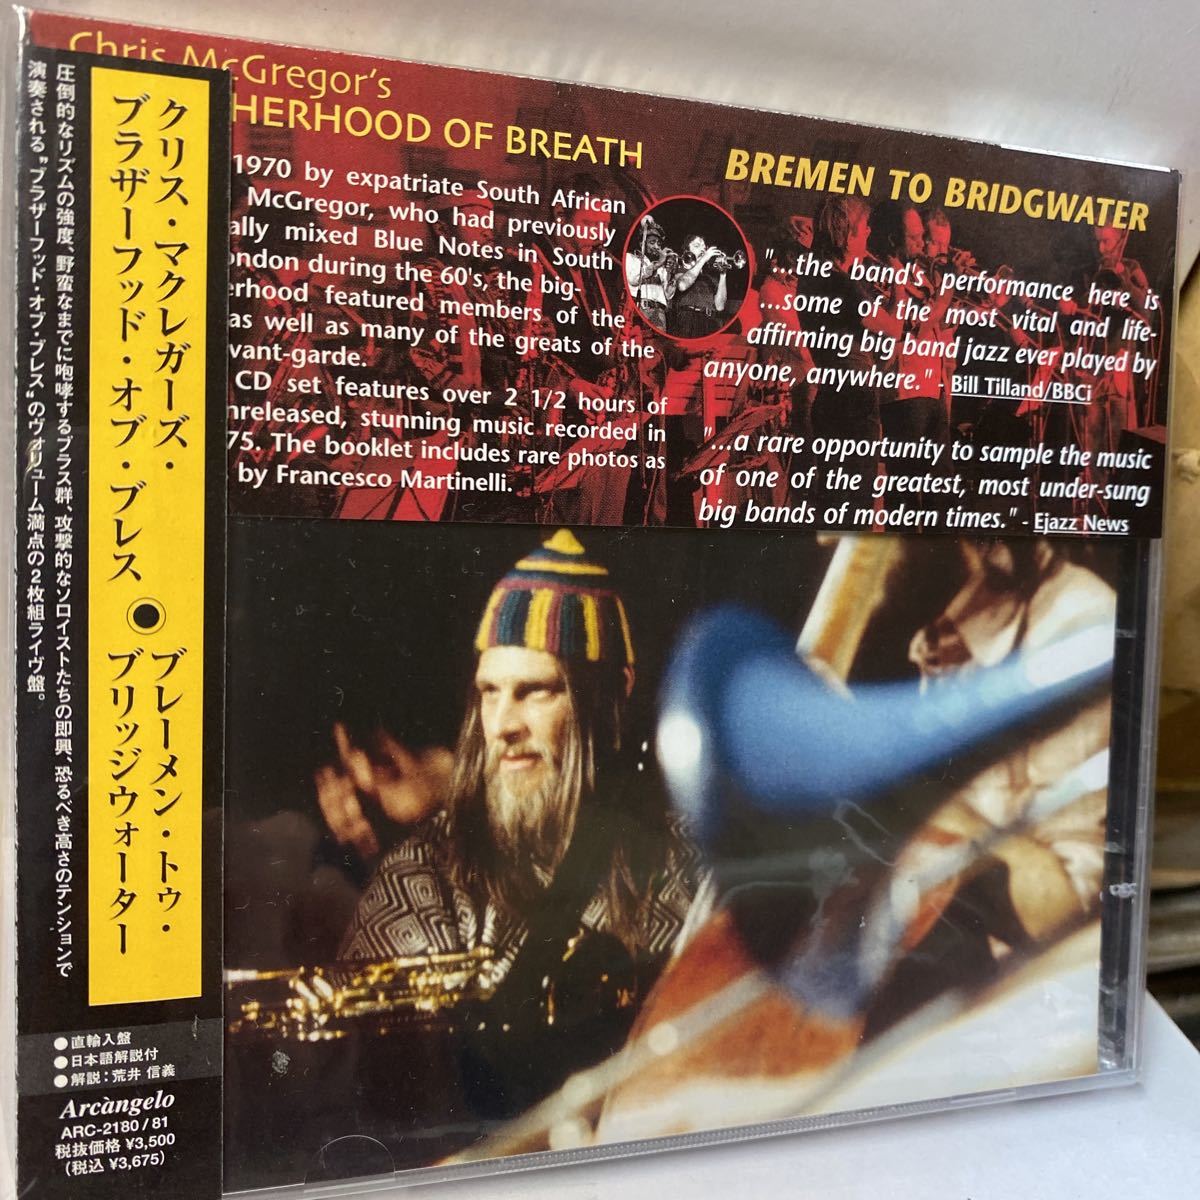 Chris McGregor's
HERHOOD OF BREATH
1970 by expatriate South African
McGregor, who had previously
ally mixed Blue Notes in South
ondon during the 60's, the big-
erhood featured members of the
as well as many of the greats of the
vant-garde.
CD set features over 2 1/2 hours of
nreleased, stunning music recorded in
75. The booklet includes rare photos as
by Francesco Martinelli.
BREMEN TO BRIDGWATER
"...the band's performance here is
...some of the most vital and life-
affirming big band jazz ever played by
anyone, anywhere." - Bill Tilland/BBCi
"...a rare opportunity to sample the music
of one of the greatest, most under-sung
big bands of modern times." - Ejazz News
クリス・マクレガーズ・
ブラザーフッド・オブ・ブレス
ブレーメン・トゥ・
ブリッジウォーター
圧倒的なリズムの強度、野蛮なまでに咆哮するブラス群、攻撃的なソロイストたちの即興、恐るべき高さのテンションで
演奏される、"ブラザーフッド・オブ・ブレス"のヴォリューム満点の2枚組ライヴ盤。
●直輸入盤
●日本語解説付
●解説：荒井 信義
Arcàngelo
ARC-2180/81
税抜価格 ¥3,500
(税込 ¥3,675)